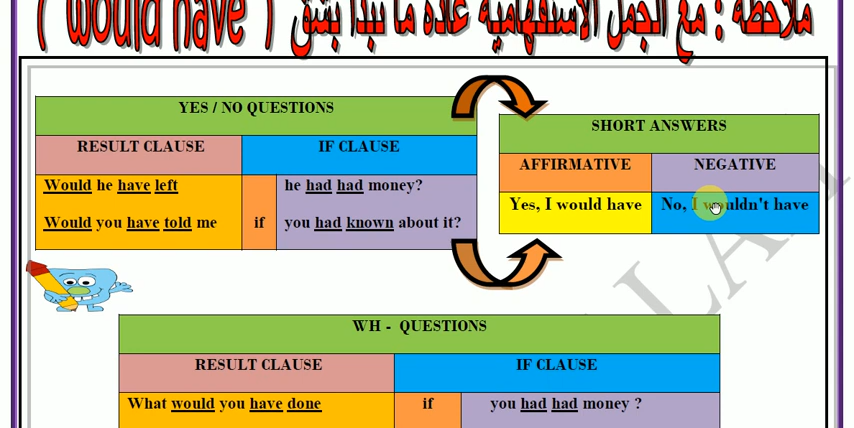 ملاحظة : مع الجمل الاستفهامية عادة ما نبدأ بشق ( would have )
YES / NO QUESTIONS
RESULT CLAUSE IF CLAUSE
Would he have left if he had had money?
Would you have told me you had known about it?
SHORT ANSWERS
AFFIRMATIVE NEGATIVE
Yes, I would have No, I wouldn't have
WH - QUESTIONS
RESULT CLAUSE IF CLAUSE
What would you have done if you had had money ?